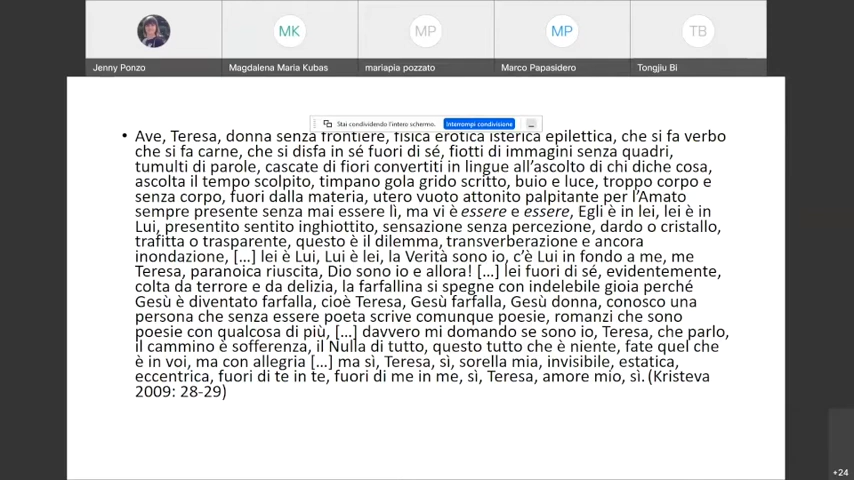 MK
MP
MP
TB
Jenny Ponzo
Magdalena Maria Kubas
mariapia pozzato
Marco Papasidero
Tongjiu Bi
Stai condividendo l'intero schermo.
Interrompi condivisione
...
• Ave, Teresa, donna senza frontiere, fisica erotica isterica epilettica, che si fa verbo
che si fa carne, che si disfa in sé fuori di sé, fiotti di immagini senza quadri,
tumulti di parole, cascate di fiori convertiti in lingue all'ascolto di chi diche cosa,
ascolta il tempo scolpito, timpano gola grido scritto, buio e luce, troppo corpo e
senza corpo, fuori dalla materia, utero vuoto attonito palpitante per l'Amato
sempre presente senza mai essere lì, ma vi è essere e essere, Egli è in lei, lei è in
Lui, presentito sentito inghiottito, sensazione senza percezione, dardo o cristallo,
trafitta o trasparente, questo è il dilemma, transverberazione e ancora
inondazione, [...] lei è Lui, Lui è lei, la Verità sono io, c'è Lui in fondo a me, me
Teresa, paranoica riuscita, Dio sono io e allora! [...] lei fuori di sé, evidentemente,
colta da terrore e da delizia, la farfallina si spegne con indelebile gioia perché
Gesù è diventato farfalla, cioè Teresa, Gesù farfalla, Gesù donna, conosco una
persona che senza essere poeta scrive comunque poesie, romanzi che sono
poesie con qualcosa di più, [...] davvero mi domando se sono io, Teresa, che parlo,
il cammino è sofferenza, il Nulla di tutto, questo tutto che è niente, fate quel che
è in voi, ma con allegria [...] ma sì, Teresa, sì, sorella mia, invisibile, estatica,
eccentrica, fuori di te in te, fuori di me in me, sì, Teresa, amore mio, sì. (Kristeva
2009: 28-29)
+24